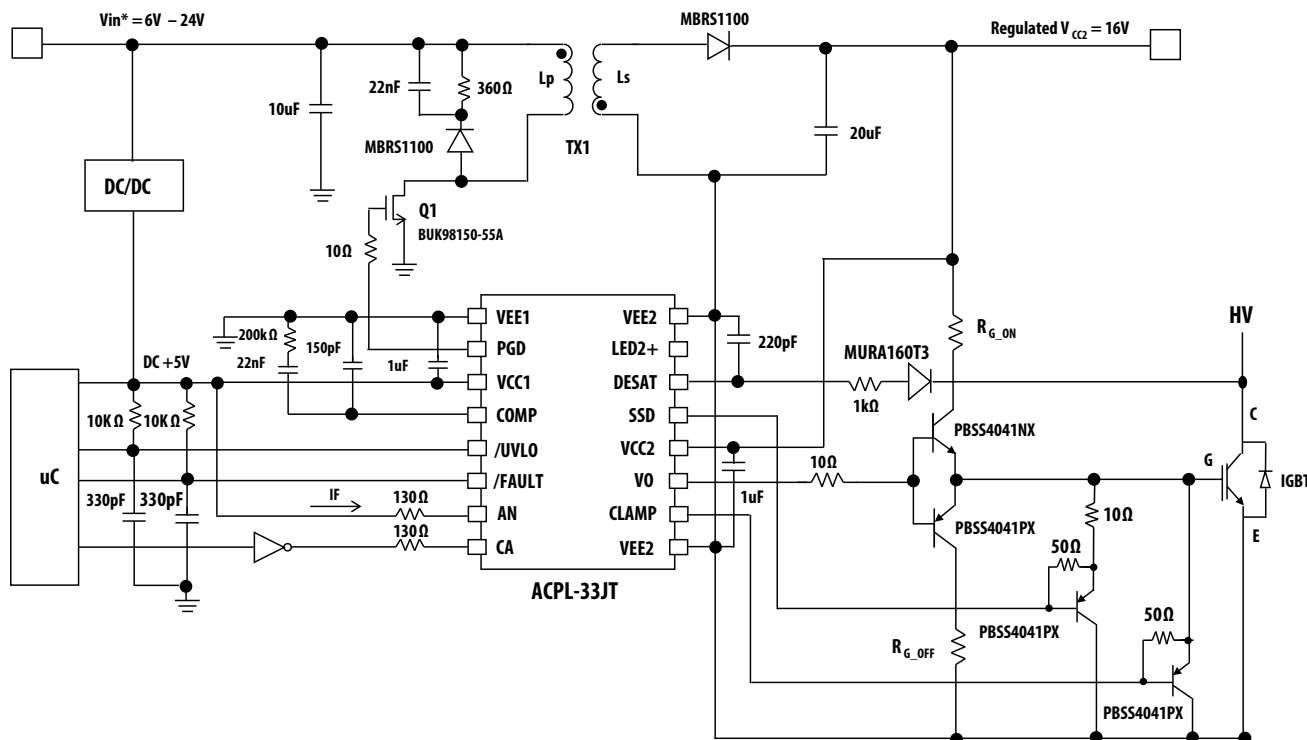 Vin* = 6V – 24V
MBRS1100
Regulated VCC2 = 16V
22nF
360Ω
Lp
Ls
10uF
20uF
MBRS1100
TX1
DC/DC
Q1
BUK98150-55A
10Ω
VEE1
VEE2
HV
200kΩ
150pF
220pF
RG_ON
PGD
LED2+
MURA160T3
22nF
1uF
DC +5V
VCC1
DESAT
1kΩ
C
10KΩ
10KΩ
COMP
SSD
PBSS4041NX
/UVLO
VCC2
uC
10Ω
G
/FAULT
VO
IGBT
330pF
330pF
IF
130Ω
1uF
10Ω
AN
CLAMP
PBSS4041PX
E
130Ω
CA
VEE2
50Ω
ACPL-33JT
PBSS4041PX
50Ω
RG_OFF
PBSS4041PX